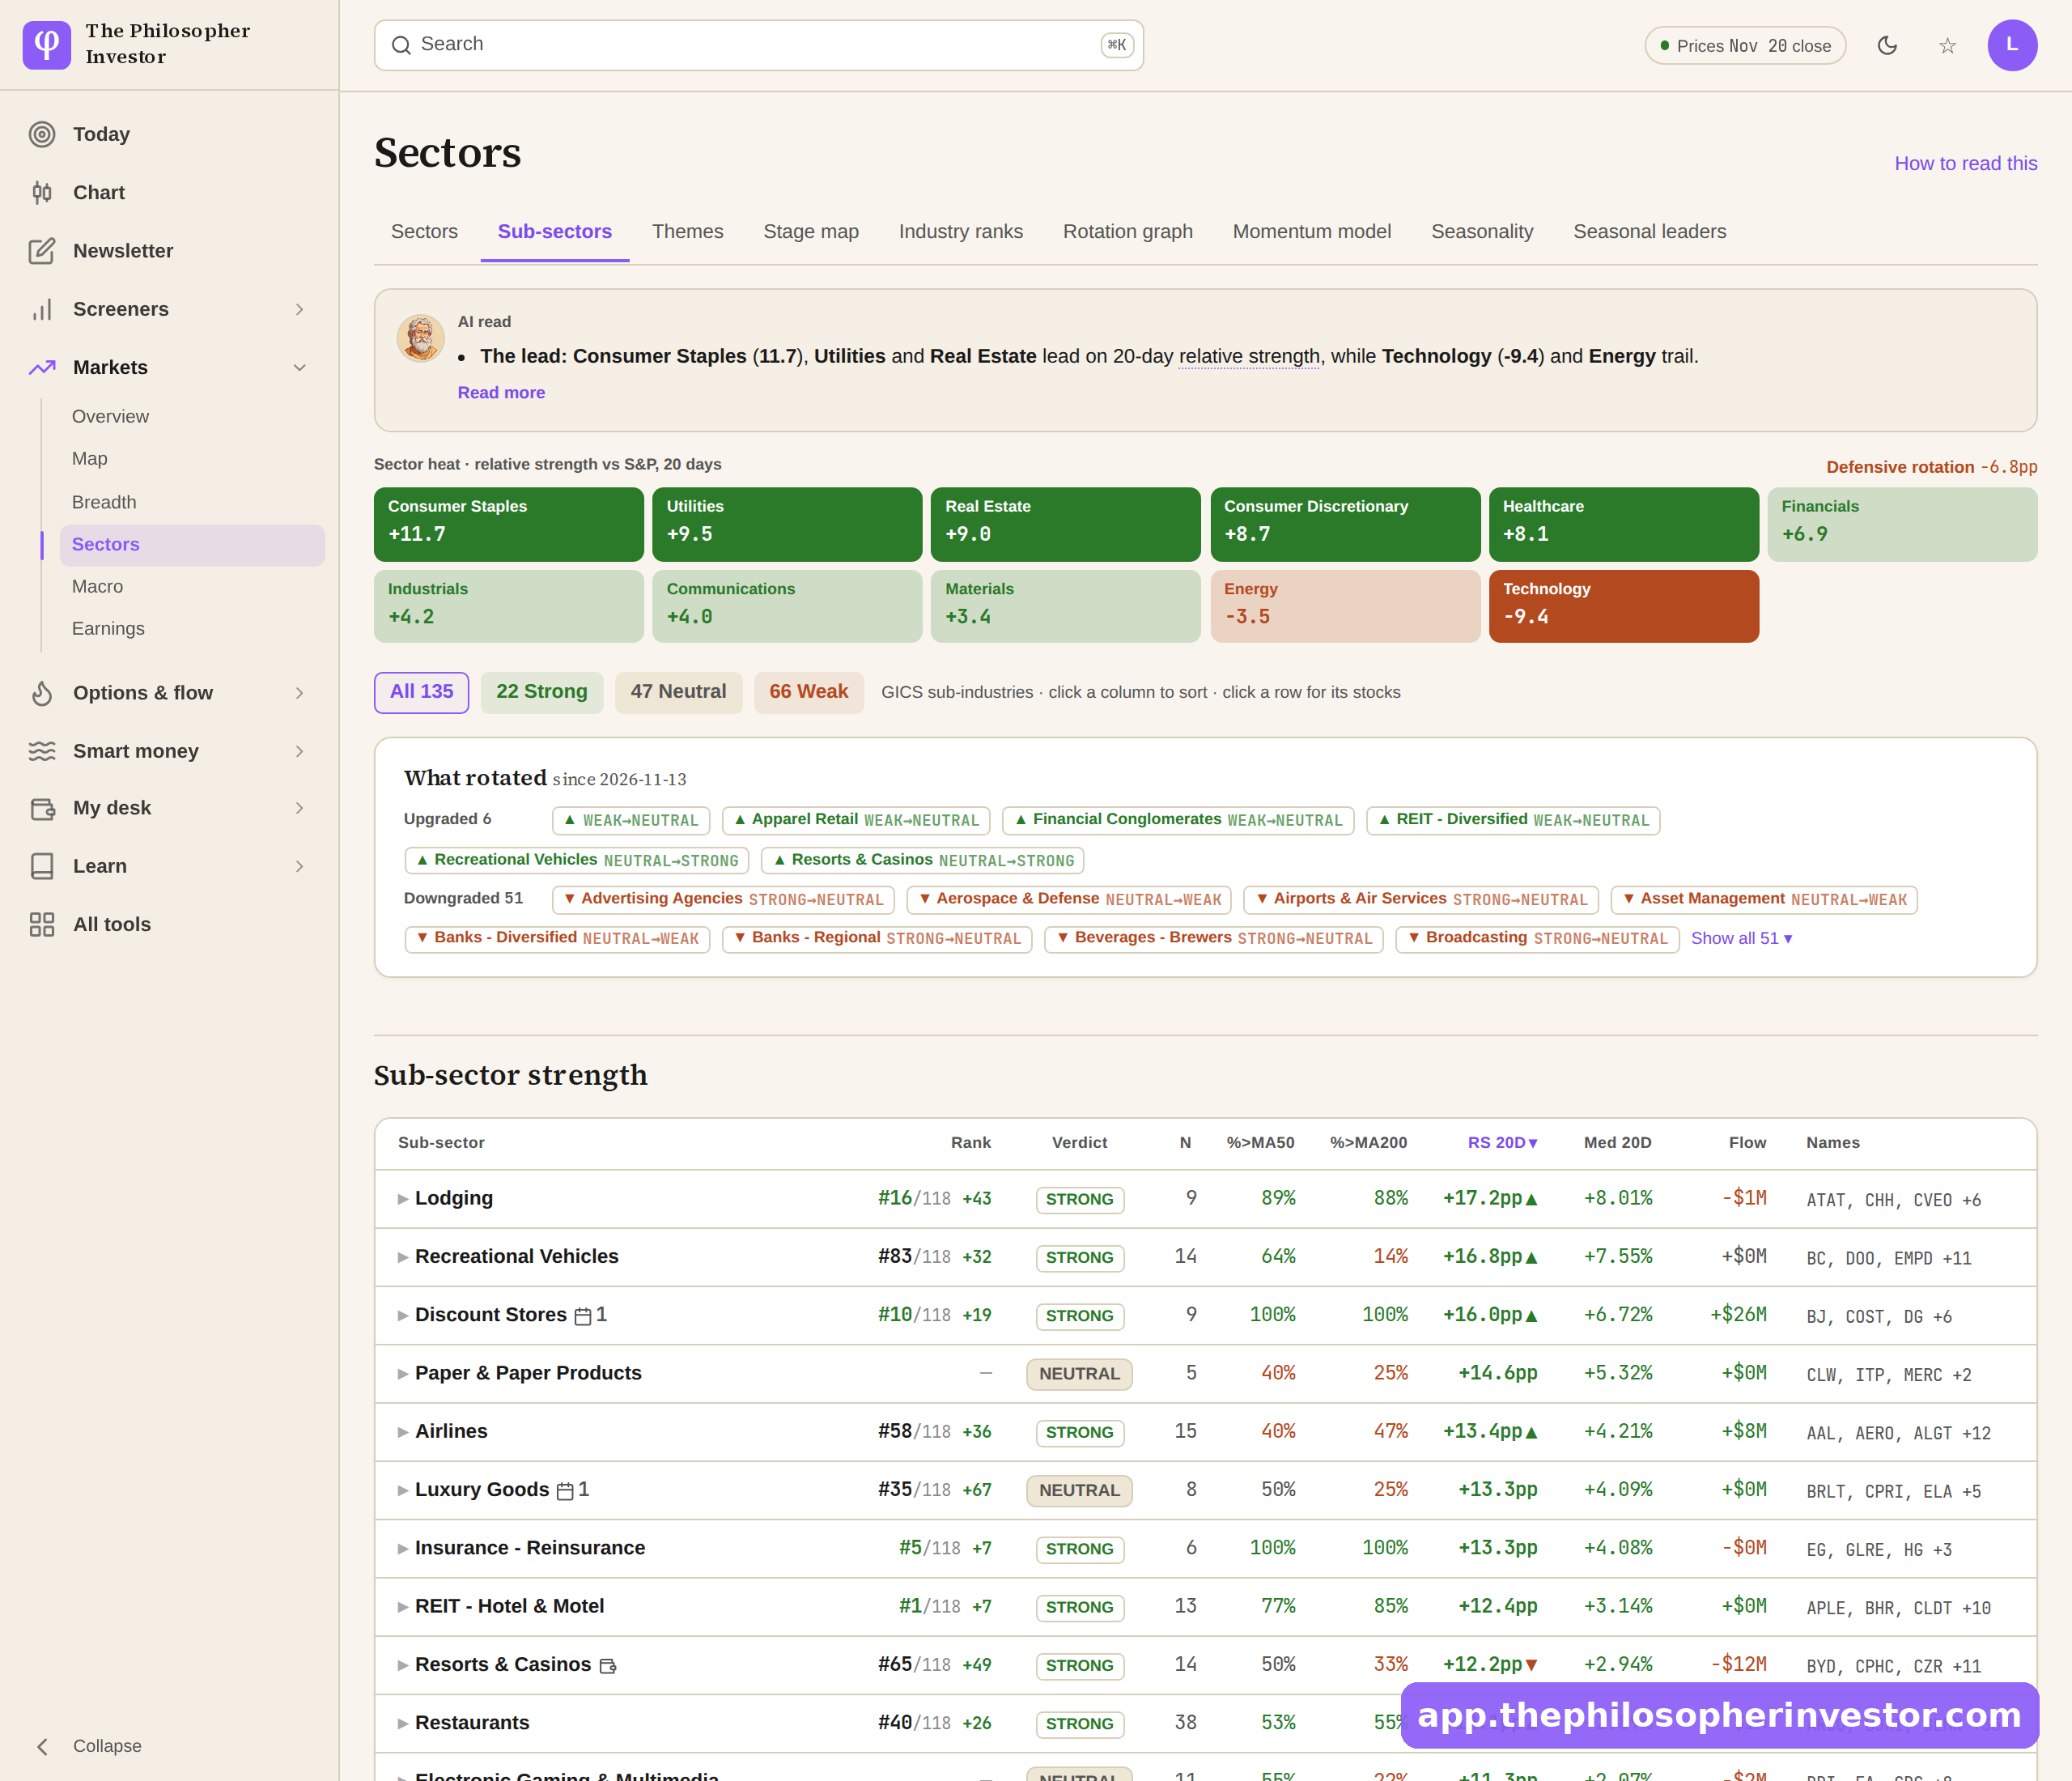 φ The Philosopher
Investor
Search ⌘K
Prices Nov 20 close
☆
L
Today
Chart
Newsletter
Screeners
Markets
Overview
Map
Breadth
Sectors
Macro
Earnings
Options & flow
Smart money
My desk
Learn
All tools
Collapse
Sectors
How to read this
Sectors Sub-sectors Themes Stage map Industry ranks Rotation graph Momentum model Seasonality Seasonal leaders
AI read
• The lead: Consumer Staples (11.7), Utilities and Real Estate lead on 20-day relative strength, while Technology (-9.4) and Energy trail.
Read more
Sector heat · relative strength vs S&P, 20 days
Defensive rotation -6.8pp
Consumer Staples Utilities Real Estate Consumer Discretionary Healthcare Financials
+11.7 +9.5 +9.0 +8.7 +8.1 +6.9
Industrials Communications Materials Energy Technology
+4.2 +4.0 +3.4 -3.5 -9.4
All 135 22 Strong 47 Neutral 66 Weak GICS sub-industries · click a column to sort · click a row for its stocks
What rotated since 2026-11-13
Upgraded 6 ▲ WEAK→NEUTRAL ▲ Apparel Retail WEAK→NEUTRAL ▲ Financial Conglomerates WEAK→NEUTRAL ▲ REIT - Diversified WEAK→NEUTRAL
▲ Recreational Vehicles NEUTRAL→STRONG ▲ Resorts & Casinos NEUTRAL→STRONG
Downgraded 51 ▼ Advertising Agencies STRONG→NEUTRAL ▼ Aerospace & Defense NEUTRAL→WEAK ▼ Airports & Air Services STRONG→NEUTRAL ▼ Asset Management NEUTRAL→WEAK
▼ Banks - Diversified NEUTRAL→WEAK ▼ Banks - Regional STRONG→NEUTRAL ▼ Beverages - Brewers STRONG→NEUTRAL ▼ Broadcasting STRONG→NEUTRAL Show all 51 ▾
Sub-sector strength
Sub-sector Rank Verdict N %>MA50 %>MA200 RS 20D▼ Med 20D Flow Names
▶ Lodging #16/118 +43 STRONG 9 89% 88% +17.2pp▲ +8.01% -$1M ATAT, CHH, CVEO +6
▶ Recreational Vehicles #83/118 +32 STRONG 14 64% 14% +16.8pp▲ +7.55% +$0M BC, DOO, EMPD +11
▶ Discount Stores 1 #10/118 +19 STRONG 9 100% 100% +16.0pp▲ +6.72% +$26M BJ, COST, DG +6
▶ Paper & Paper Products — NEUTRAL 5 40% 25% +14.6pp +5.32% +$0M CLW, ITP, MERC +2
▶ Airlines #58/118 +36 STRONG 15 40% 47% +13.4pp▲ +4.21% +$8M AAL, AERO, ALGT +12
▶ Luxury Goods 1 #35/118 +67 NEUTRAL 8 50% 25% +13.3pp +4.09% +$0M BRLT, CPRI, ELA +5
▶ Insurance - Reinsurance #5/118 +7 STRONG 6 100% 100% +13.3pp +4.08% -$0M EG, GLRE, HG +3
▶ REIT - Hotel & Motel #1/118 +7 STRONG 13 77% 85% +12.4pp +3.14% +$0M APLE, BHR, CLDT +10
▶ Resorts & Casinos #65/118 +49 STRONG 14 50% 33% +12.2pp▼ +2.94% -$12M BYD, CPHC, CZR +11
▶ Restaurants #40/118 +26 STRONG 38 53% 55%
app.thephilosopherinvestor.com
▶ Electronic Gaming & Multimedia — NEUTRAL 11 55% 22% +11.3pp +2.07% -$2M